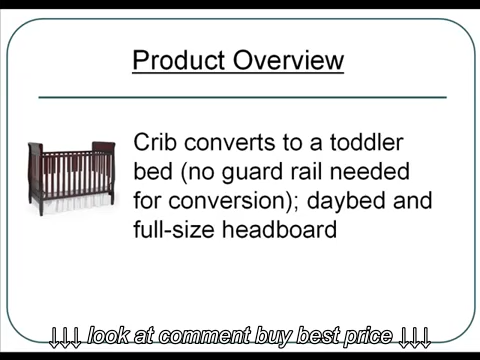 Product Overview
Crib converts to a toddler
bed (no guard rail needed
for conversion); daybed and
full-size headboard
↓↓↓ look at comment buy best price ↓↓↓